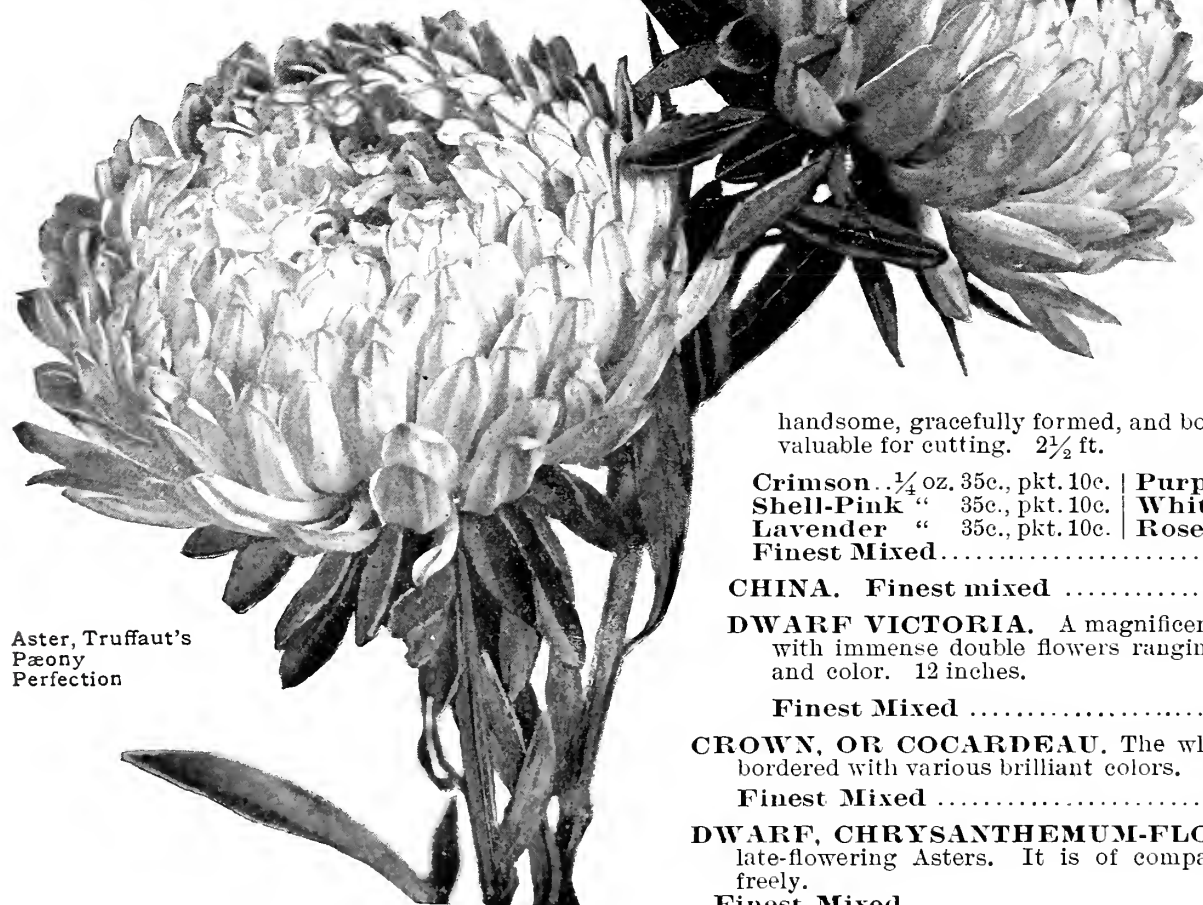 handsome, gracefully formed, and bo
valuable for cutting. 2½ ft.
Crimson..¼ oz. 35c., pkt. 10c. | Purp
Shell-Pink “ 35c., pkt. 10c. | Whit
Lavender “ 35c., pkt. 10c. | Rose
Finest Mixed........................
CHINA. Finest mixed ............
DWARF VICTORIA. A magnificen
with immense double flowers rangin
and color. 12 inches.
Finest Mixed .....................
CROWN, OR COCARDEAU. The wh
bordered with various brilliant colors.
Finest Mixed .......................
DWARF, CHRYSANTHEMUM-FLO
late-flowering Asters. It is of compa
freely.
Finest Mixed
Aster, Truffaut's
Pæony
Perfection